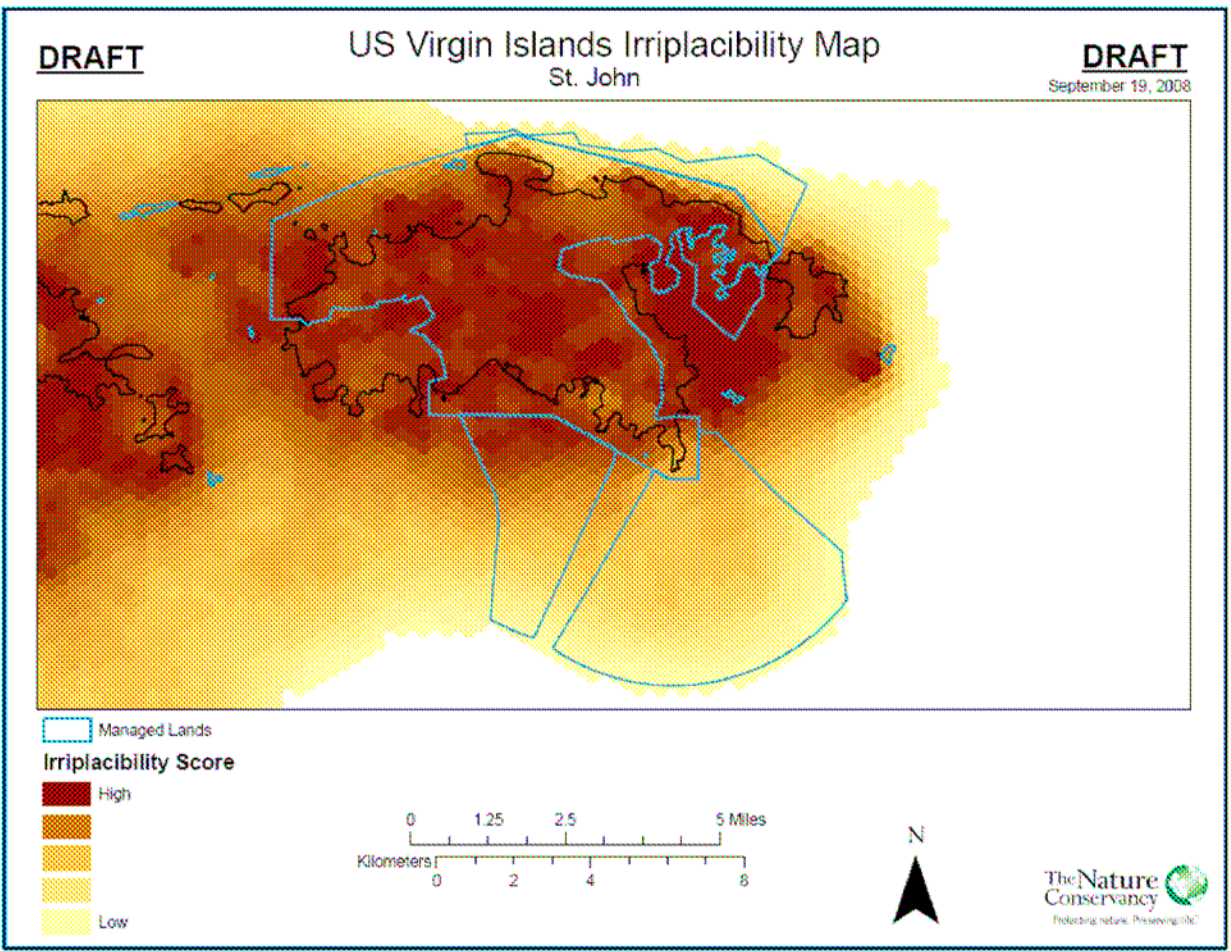 DRAFT
US Virgin Islands Irriplacibility Map
St. John
DRAFT
September 19, 2008
Managed Lands
Irriplacibility Score
High
Low
0 1.25 2.5 5 Miles
Kilometers
0 2 4 8
N
The Nature
Conservancy
Protecting nature. Preserving life.™